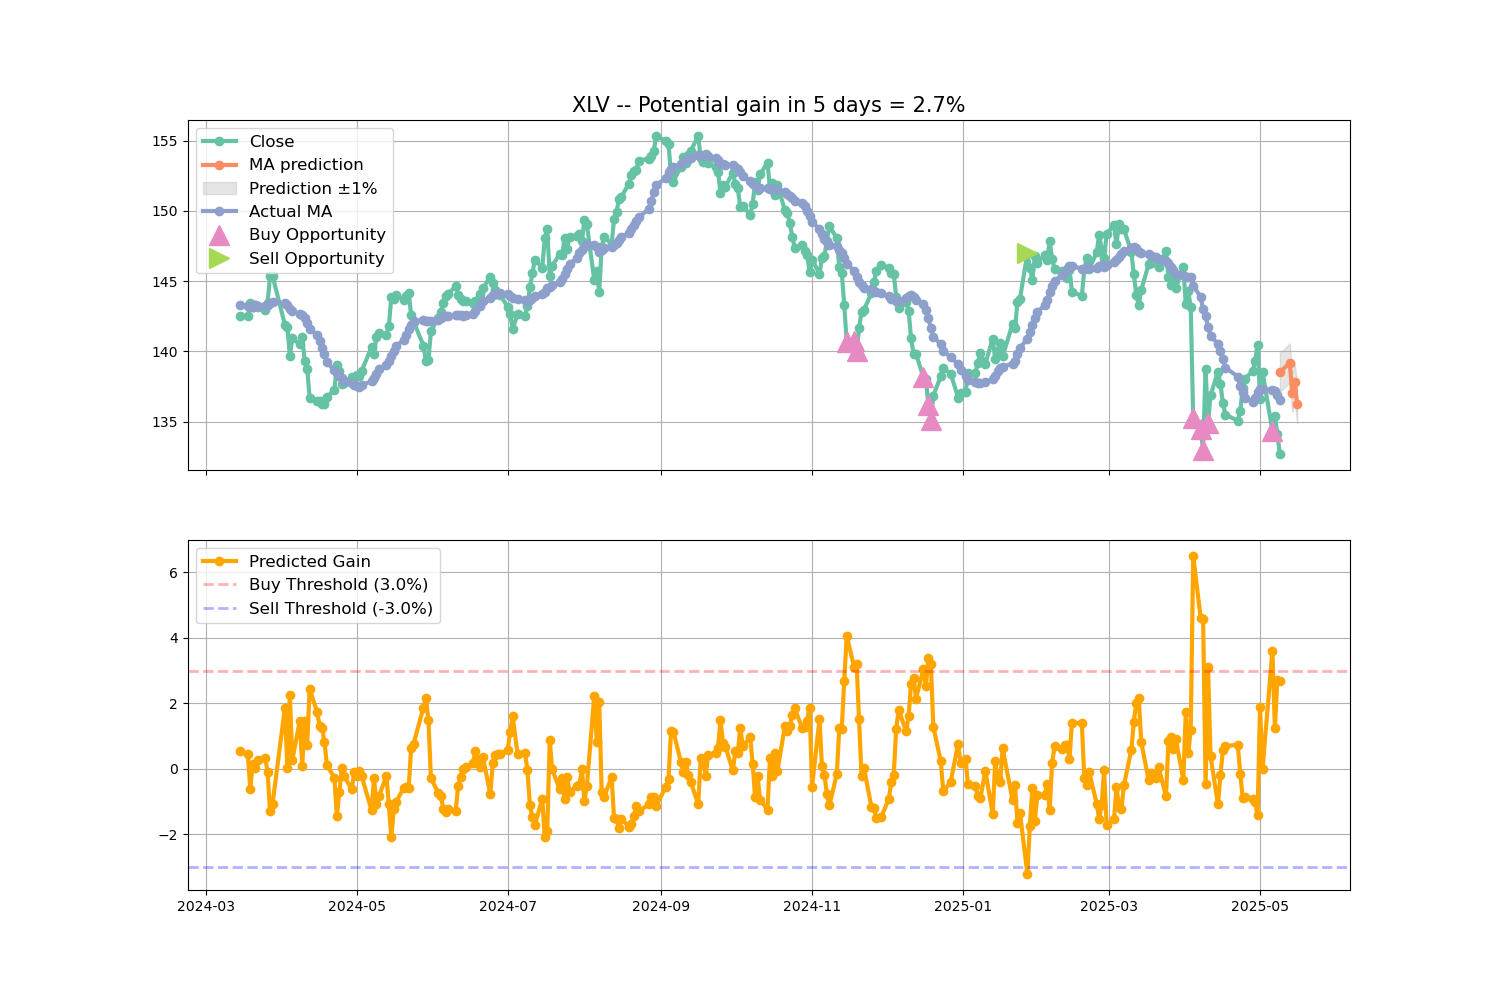 XLV -- Potential gain in 5 days = 2.7%
155
150
145
140
135
Close
MA prediction
Prediction ±1%
Actual MA
Buy Opportunity
Sell Opportunity
6
4
2
0
−2
Predicted Gain
Buy Threshold (3.0%)
Sell Threshold (-3.0%)
2024-03
2024-05
2024-07
2024-09
2024-11
2025-01
2025-03
2025-05